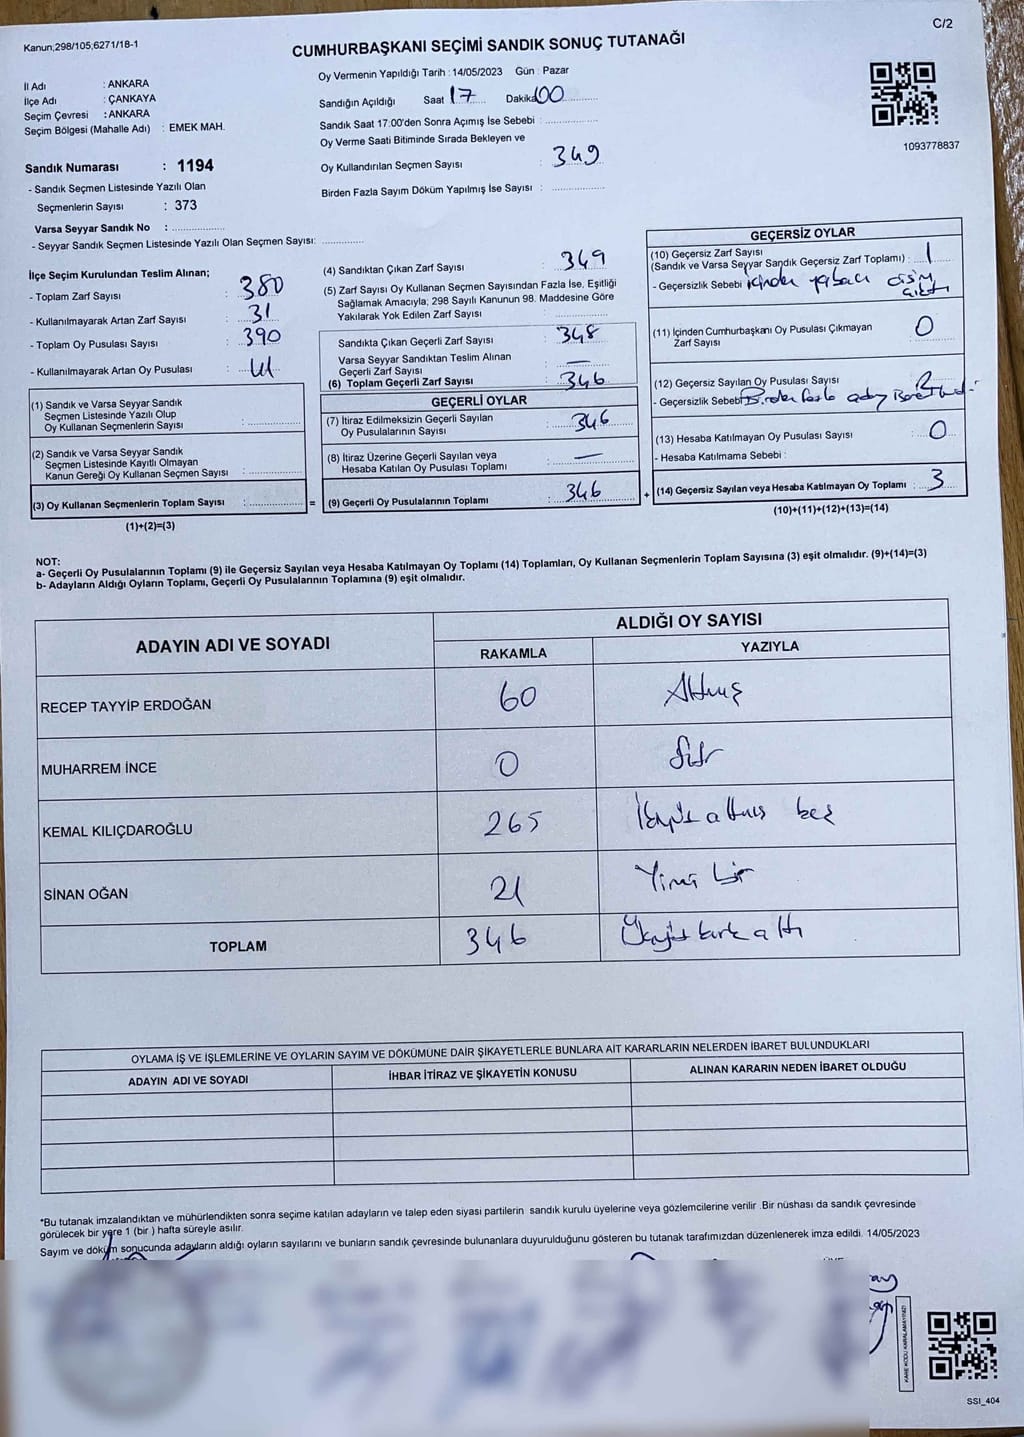 Kanun;298/105;6271/18-1
C/2
CUMHURBAŞKANI SEÇİMİ SANDIK SONUÇ TUTANAĞI
İl Adı : ANKARA
İlçe Adı : ÇANKAYA
Seçim Çevresi : ANKARA
Seçim Bölgesi (Mahalle Adı) : EMEK MAH.
Sandık Numarası : 1194
- Sandık Seçmen Listesinde Yazılı Olan
Seçmenlerin Sayısı : 373
Varsa Seyyar Sandık No :
- Seyyar Sandık Seçmen Listesinde Yazılı Olan Seçmen Sayısı:
Oy Vermenin Yapıldığı Tarih : 14/05/2023 Gün : Pazar
Sandığın Açıldığı Saat 17 Dakika 00
Sandık Saat 17:00'den Sonra Açımış İse Sebebi :
Oy Verme Saati Bitiminde Sırada Bekleyen ve
Oy Kullandırılan Seçmen Sayısı : 349
Birden Fazla Sayım Döküm Yapılmış İse Sayısı :
1093778837
İlçe Seçim Kurulundan Teslim Alınan;
- Toplam Zarf Sayısı : 380
- Kullanılmayarak Artan Zarf Sayısı : 31
- Toplam Oy Pusulası Sayısı : 390
- Kullanılmayarak Artan Oy Pusulası : 41
(1) Sandık ve Varsa Seyyar Sandık
Seçmen Listesinde Yazılı Olup
Oy Kullanan Seçmenlerin Sayısı :
(2) Sandık ve Varsa Seyyar Sandık
Seçmen Listesinde Kayıtlı Olmayan
Kanun Gereği Oy Kullanan Seçmen Sayısı :
(3) Oy Kullanan Seçmenlerin Toplam Sayısı : =
(1)+(2)=(3)
(4) Sandıktan Çıkan Zarf Sayısı : 349
(5) Zarf Sayısı Oy Kullanan Seçmen Sayısından Fazla İse, Eşitliği
Sağlamak Amacıyla; 298 Sayılı Kanunun 98. Maddesine Göre
Yakılarak Yok Edilen Zarf Sayısı :
Sandıkta Çıkan Geçerli Zarf Sayısı : 348
Varsa Seyyar Sandıktan Teslim Alınan
Geçerli Zarf Sayısı : —
(6) Toplam Geçerli Zarf Sayısı : 346
GEÇERLİ OYLAR
(7) İtiraz Edilmeksizin Geçerli Sayılan
Oy Pusulalarının Sayısı : 346
(8) İtiraz Üzerine Geçerli Sayılan veya
Hesaba Katılan Oy Pusulası Toplamı : —
(9) Geçerli Oy Pusulalarının Toplamı : 346 +
GEÇERSİZ OYLAR
(10) Geçersiz Zarf Sayısı
(Sandık ve Varsa Seyyar Sandık Geçersiz Zarf Toplamı) : 1
- Geçersizlik Sebebi : içinden yabancı cisim
çıktı
(11) İçinden Cumhurbaşkanı Oy Pusulası Çıkmayan
Zarf Sayısı : 0
(12) Geçersiz Sayılan Oy Pusulası Sayısı : 2
- Geçersizlik Sebebi : Birden fazla aday
(13) Hesaba Katılmayan Oy Pusulası Sayısı : 0
- Hesaba Katılmama Sebebi :
(14) Geçersiz Sayılan veya Hesaba Katılmayan Oy Toplamı : 3
(10)+(11)+(12)+(13)=(14)
NOT:
a- Geçerli Oy Pusulalarının Toplamı (9) ile Geçersiz Sayılan veya Hesaba Katılmayan Oy Toplamı (14) Toplamları, Oy Kullanan Seçmenlerin Toplam Sayısına (3) eşit olmalıdır. (9)+(14)=(3)
b- Adayların Aldığı Oyların Toplamı, Geçerli Oy Pusulalarının Toplamına (9) eşit olmalıdır.
ADAYIN ADI VE SOYADI ALDIĞI OY SAYISI
RAKAMLA YAZIYLA
RECEP TAYYİP ERDOĞAN 60 Altmış
MUHARREM İNCE 0 Sıfır
KEMAL KILIÇDAROĞLU 265 İkiyüz altmış beş
SİNAN OĞAN 21 Yirmi bir
TOPLAM 346 Üçyüz kırk altı
OYLAMA İŞ VE İŞLEMLERİNE VE OYLARIN SAYIM VE DÖKÜMÜNE DAİR ŞİKAYETLERLE BUNLARA AİT KARARLARIN NELERDEN İBARET BULUNDUKLARI
ADAYIN ADI VE SOYADI İHBAR İTİRAZ VE ŞİKAYETİN KONUSU ALINAN KARARIN NEDEN İBARET OLDUĞU
*Bu tutanak imzalandıktan ve mühürlendikten sonra seçime katılan adayların ve talep eden siyasi partilerin sandık kurulu üyelerine veya gözlemcilerine verilir .Bir nüshası da sandık çevresinde
görülecek bir yere 1 (bir ) hafta süreyle asılır.
Sayım ve döküm sonucunda adayların aldığı oyların sayılarını ve bunların sandık çevresinde bulunanlara duyurulduğunu gösteren bu tutanak tarafımızdan düzenlenerek imza edildi. 14/05/2023
KARE KODU KARALAMAYINIZ!
SSI_404